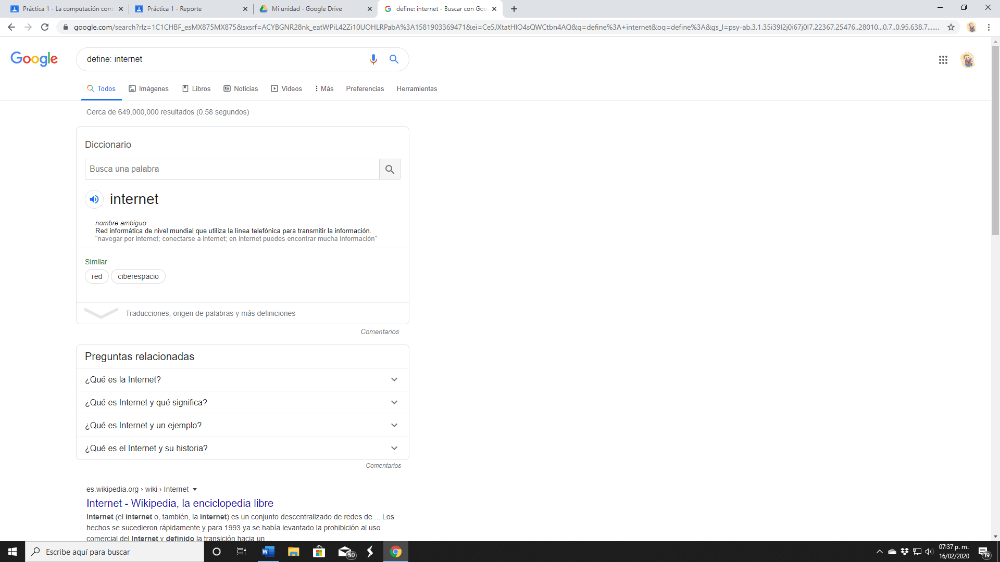 Práctica 1 - La computación com
Práctica 1 - Reporte
Mi unidad - Google Drive
define: internet - Buscar con Goo
google.com/search?rlz=1C1CHBF_esMX875MX875&sxsrf=ACYBGNR28nk_eatWPiL42Zi10UOHLRPabA%3A1581903369471&ei=Ce5JXtatHIO4sQWCtbn4AQ&q=define%3A+internet&oq=define%3A&gs_l=psy-ab.3.1.35i39l2j0i67j0l7.22367.25476..28010...0.7..0.95.638.7.......
Google
define: internet
Todos
Imágenes
Libros
Noticias
Videos
Más
Preferencias
Herramientas
Cerca de 649,000,000 resultados (0.58 segundos)
Diccionario
Busca una palabra
internet
nombre ambiguo
Red informática de nivel mundial que utiliza la línea telefónica para transmitir la información.
"navegar por internet; conectarse a internet; en internet puedes encontrar mucha información"
Similar
red
ciberespacio
Traducciones, origen de palabras y más definiciones
Comentarios
Preguntas relacionadas
¿Qué es la Internet?
¿Qué es Internet y qué significa?
¿Qué es Internet y un ejemplo?
¿Qué es el Internet y su historia?
Comentarios
es.wikipedia.org › wiki › Internet
Internet - Wikipedia, la enciclopedia libre
Internet (el internet o, también, la internet) es un conjunto descentralizado de redes de ... Los
hechos se sucedieron rápidamente y para 1993 ya se había levantado la prohibición al uso
comercial del Internet y definido la transición hacia un ...
Escribe aquí para buscar
50
07:37 p. m.
16/02/2020
19